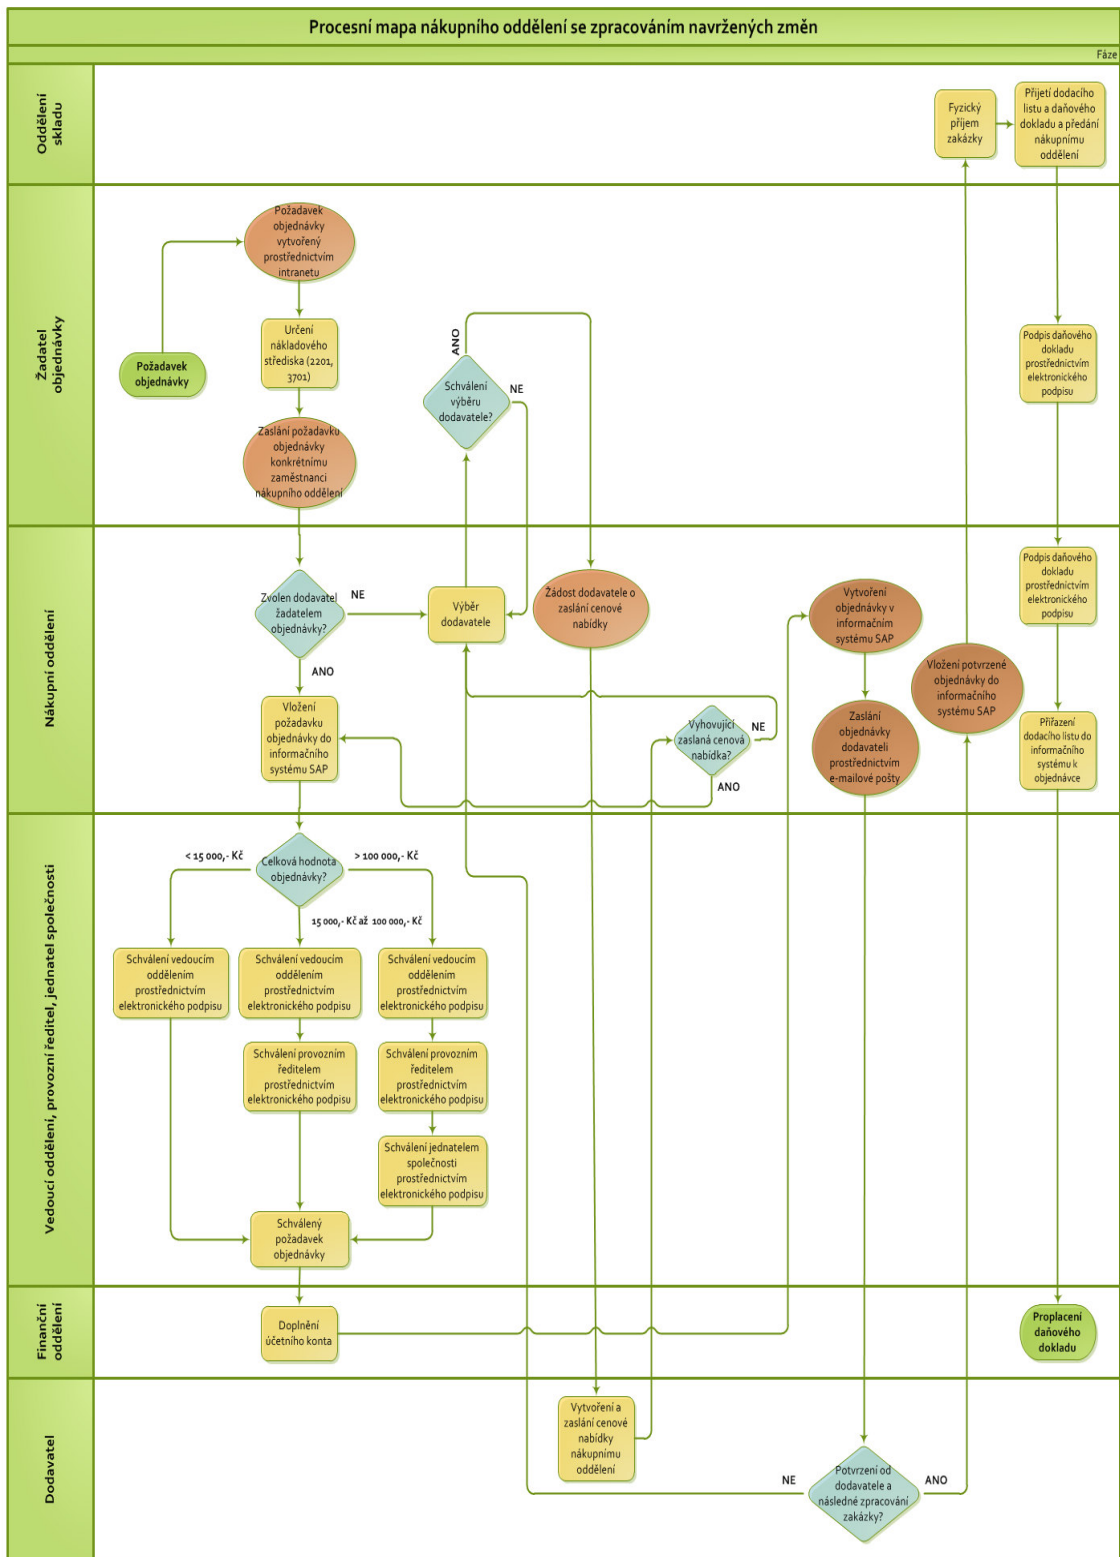 Procesní mapa nákupního oddělení se zpracováním navržených změn
Fáze
Oddělení
skladu
Fyzický
příjem
zakázky
Přijetí dodacího
listu a daňového
dokladu a předání
nákupnímu
oddělení
Žadatel
objednávky
Požadavek
objednávky
Požadavek
objednávky
vytvořený
prostřednictvím
intranetu
Určení
nákladového
střediska (2201,
3701)
Zaslání požadavku
objednávky
konkrétnímu
zaměstnanci
nákupního oddělení
ANO
Schválení
výběru
dodavatele?
NE
Podpis daňového
dokladu
prostřednictvím
elektronického
podpisu
Nákupní oddělení
Zvolen dodavatel
žadatelem
objednávky?
NE
ANO
Výběr
dodavatele
Žádost dodavatele o
zaslání cenové
nabídky
Vložení
požadavku
objednávky do
informačního
systému SAP
Vyhovující
zaslaná cenová
nabídka?
NE
ANO
Vytvoření
objednávky v
informačním
systému SAP
Zaslání
objednávky
dodavateli
prostřednictvím
e-mailové pošty
Vložení potvrzené
objednávky do
informačního
systému SAP
Podpis daňového
dokladu
prostřednictvím
elektronického
podpisu
Přiřazení
dodacího listu do
informačního
systému k
objednávce
Vedoucí oddělení, provozní ředitel, jednatel společnosti
Celková hodnota
objednávky?
< 15 000,- Kč
> 100 000,- Kč
15 000,- Kč až 100 000,- Kč
Schválení vedoucím
oddělením
prostřednictvím
elektronického podpisu
Schválení vedoucím
oddělením
prostřednictvím
elektronického podpisu
Schválení vedoucím
oddělením
prostřednictvím
elektronického podpisu
Schválení provozním
ředitelem
prostřednictvím
elektronického podpisu
Schválení provozním
ředitelem
prostřednictvím
elektronického podpisu
Schválení jednatelem
společnosti
prostřednictvím
elektronického podpisu
Schválený
požadavek
objednávky
Finanční
oddělení
Doplnění
účetního konta
Proplacení
daňového
dokladu
Dodavatel
Vytvoření a
zaslání cenové
nabídky
nákupnímu
oddělení
NE
Potvrzení od
dodavatele a
následné zpracování
zakázky?
ANO